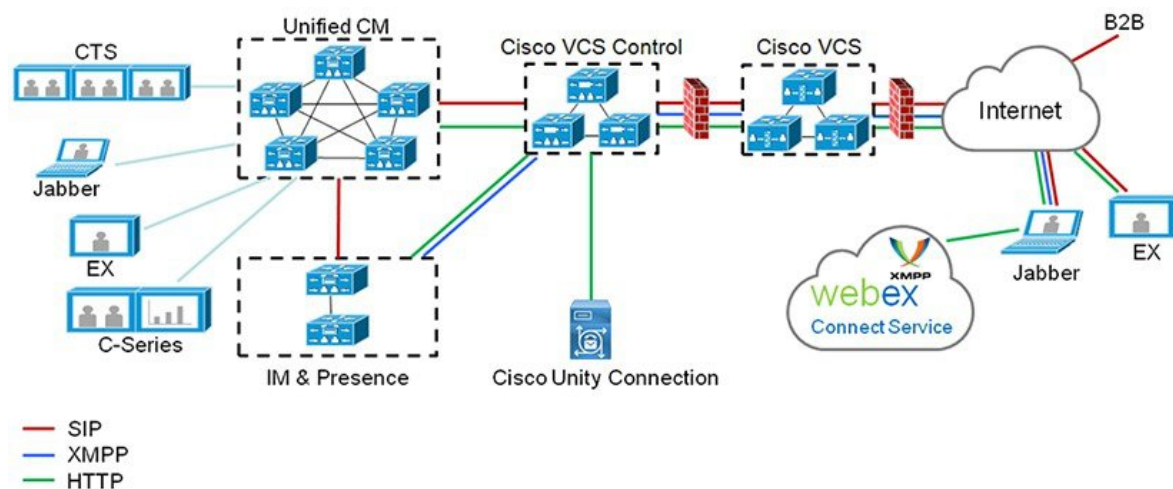 Unified CM
CTS
Cisco VCS Control
Cisco VCS
B2B
Internet
Jabber
EX
C-Series
IM & Presence
Cisco Unity Connection
XMPP
webex
Connect Service
Jabber
EX
SIP
XMPP
HTTP